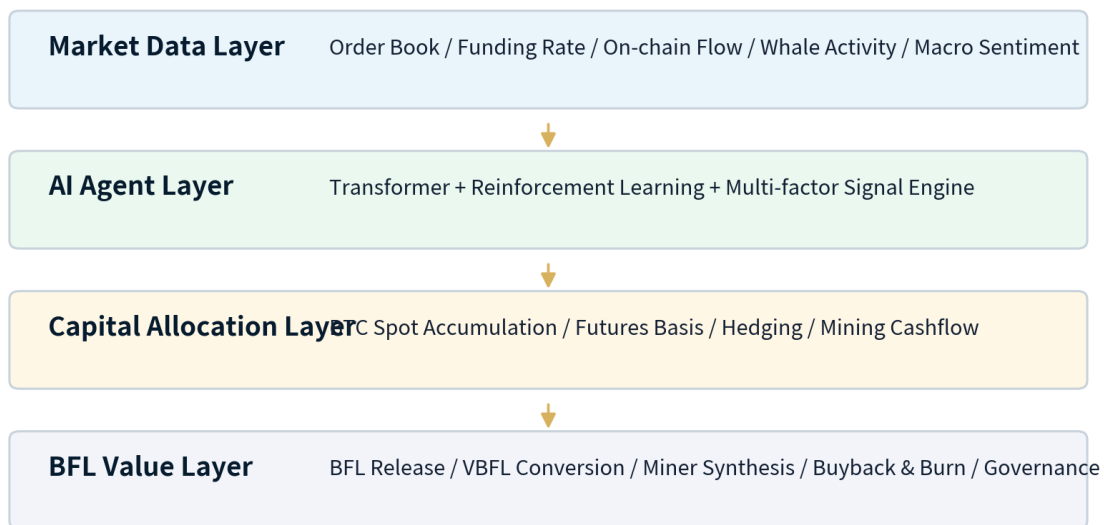 Market Data Layer Order Book / Funding Rate / On-chain Flow / Whale Activity / Macro Sentiment
AI Agent Layer Transformer + Reinforcement Learning + Multi-factor Signal Engine
Capital Allocation Layer BTC Spot Accumulation / Futures Basis / Hedging / Mining Cashflow
BFL Value Layer BFL Release / VBFL Conversion / Miner Synthesis / Buyback & Burn / Governance